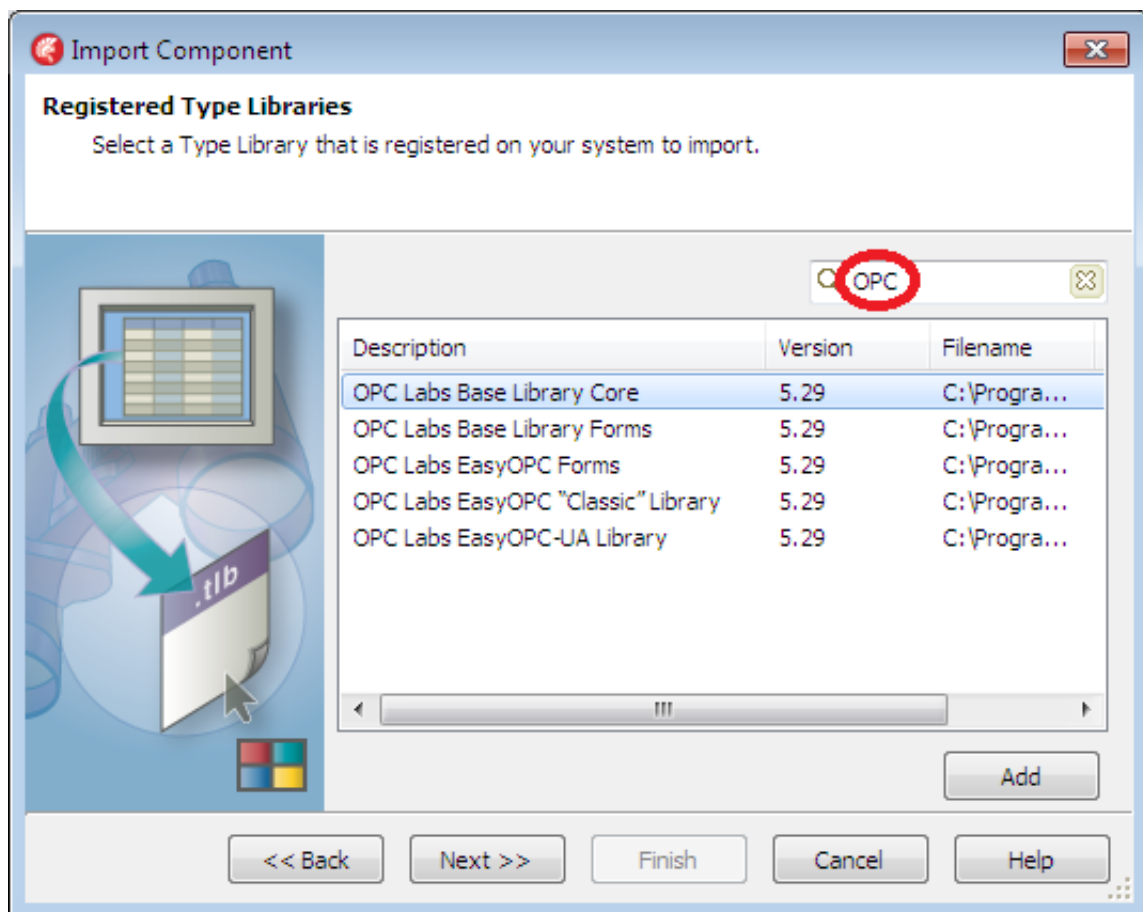 Import Component
Registered Type Libraries
Select a Type Library that is registered on your system to import.
OPC
Description Version Filename
OPC Labs Base Library Core 5.29 C:\Progra...
OPC Labs Base Library Forms 5.29 C:\Progra...
OPC Labs EasyOPC Forms 5.29 C:\Progra...
OPC Labs EasyOPC "Classic" Library 5.29 C:\Progra...
OPC Labs EasyOPC-UA Library 5.29 C:\Progra...
.tlb
Add
<< Back Next >> Finish Cancel Help